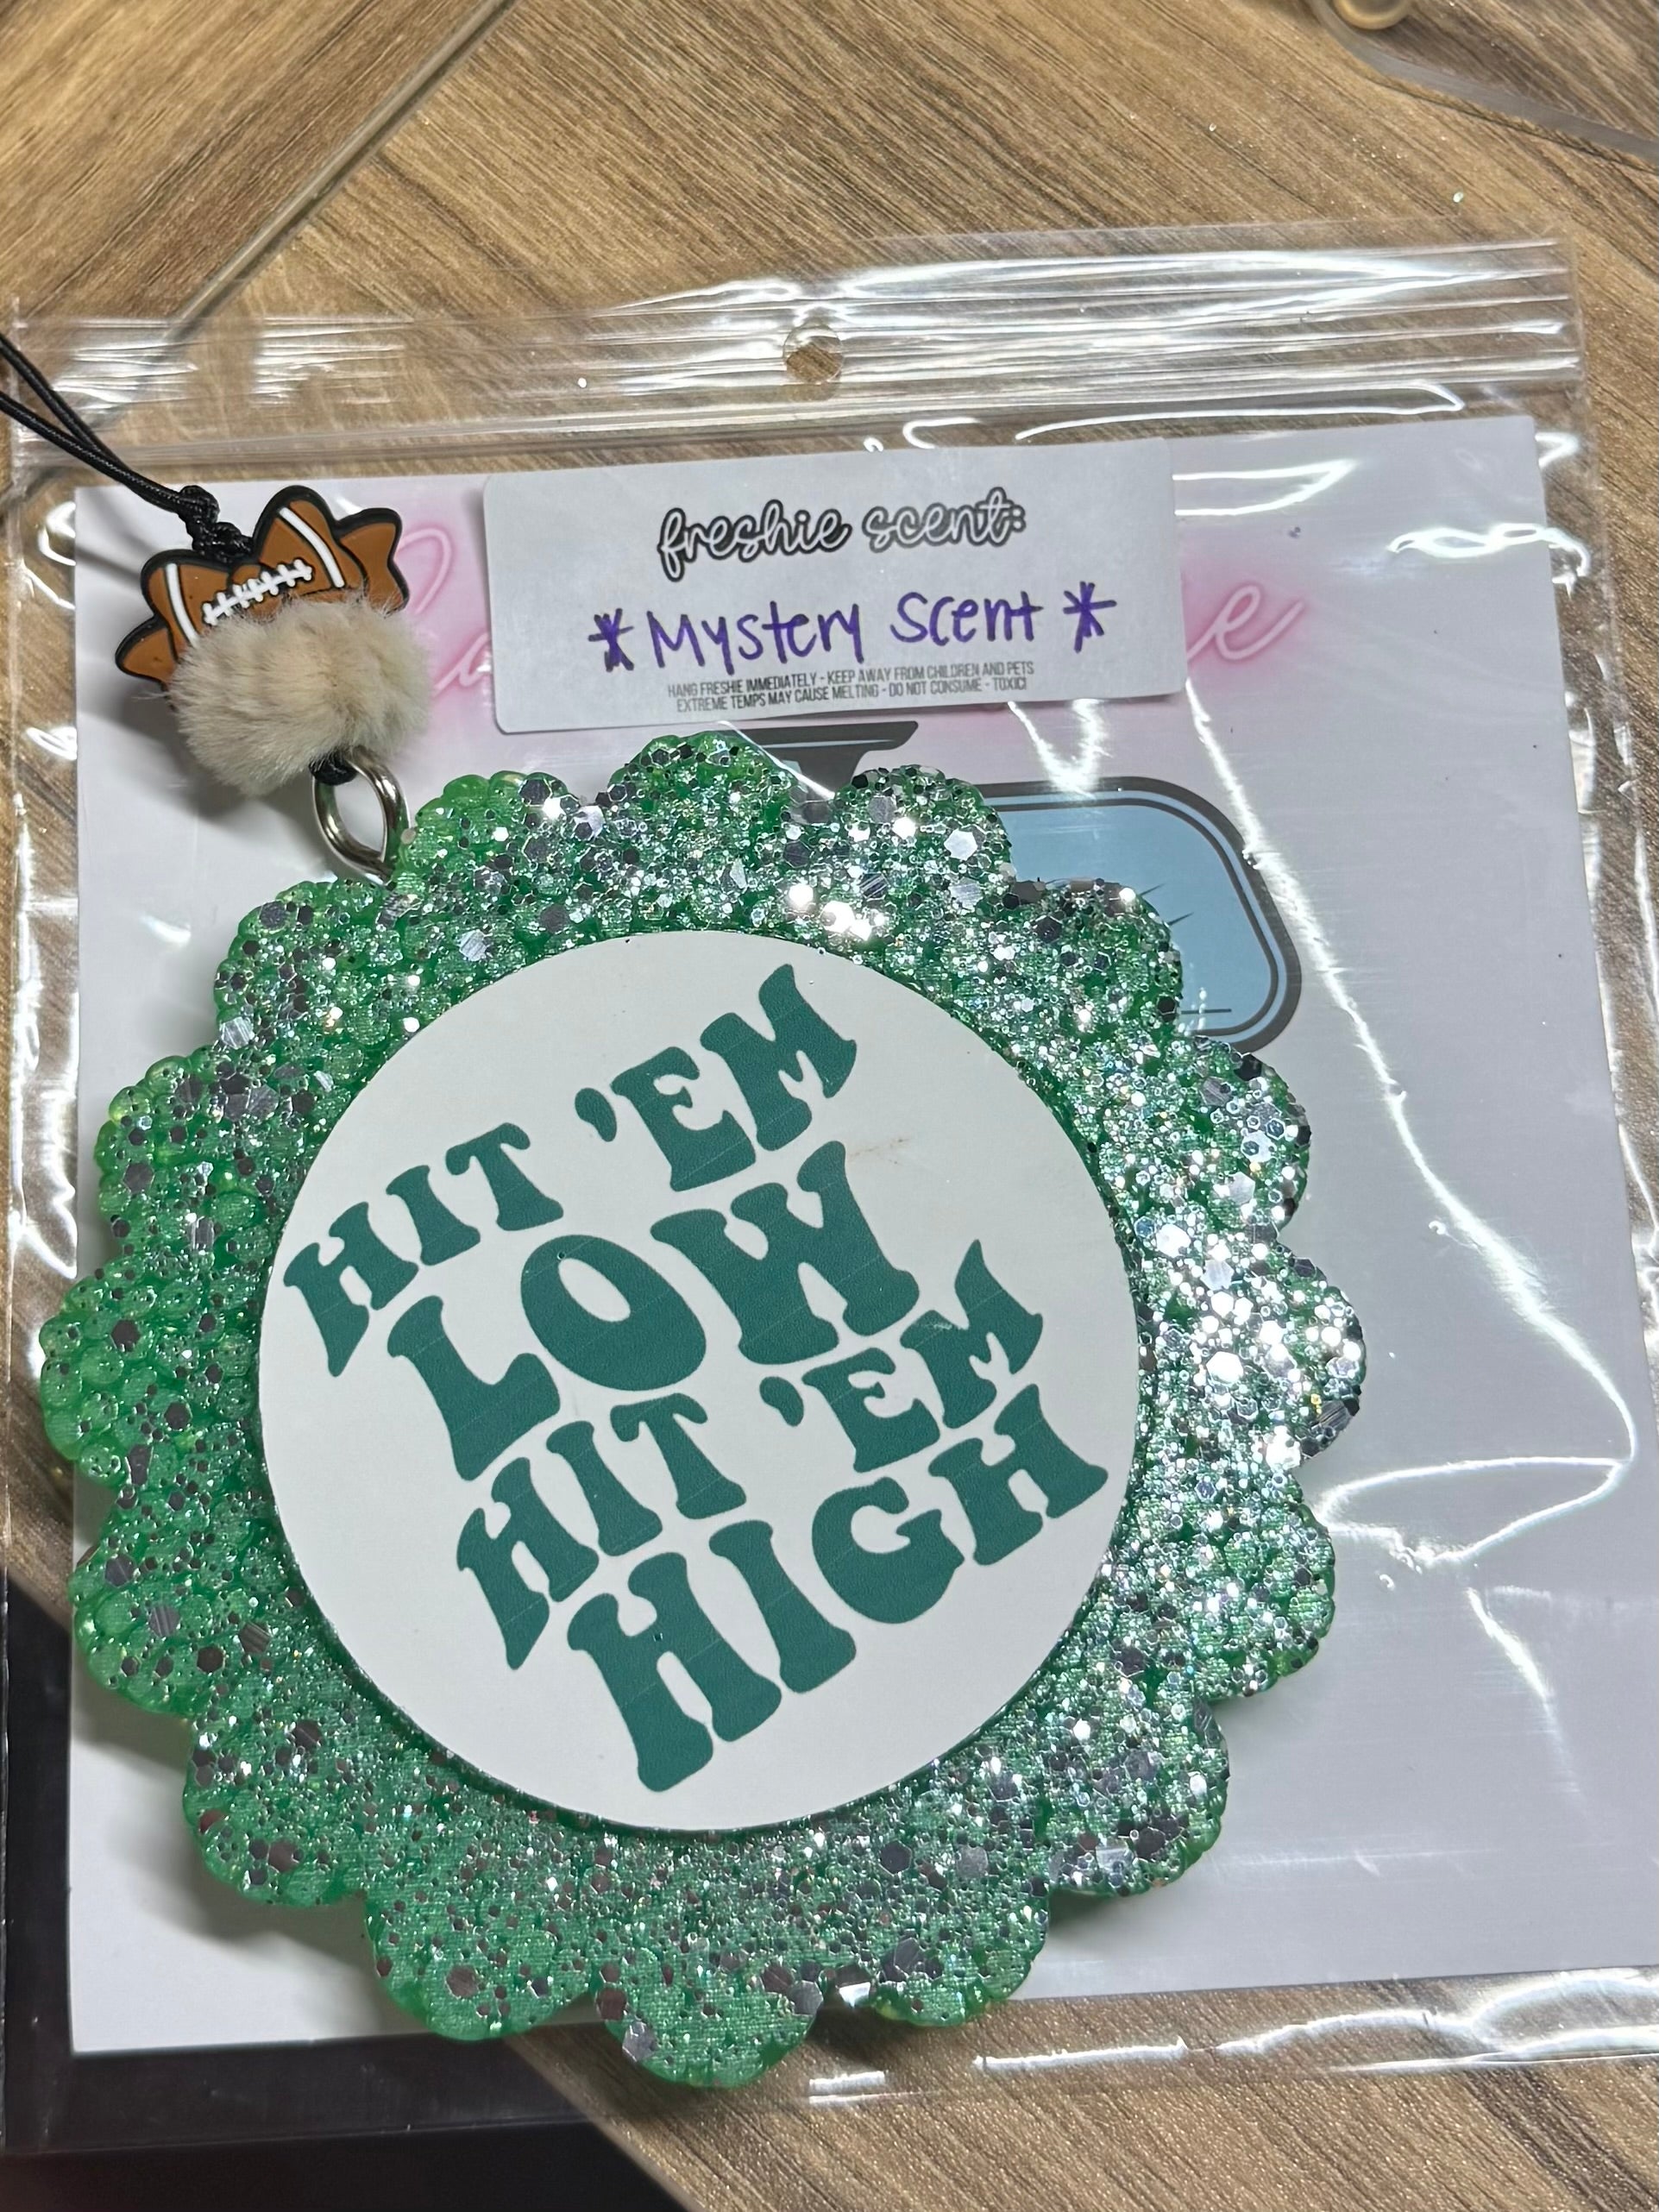 freshie scent:
*Mystery Scent*
HANG FRESHIE IMMEDIATELY - KEEP AWAY FROM CHILDREN AND PETS
EXTREME TEMPS MAY CAUSE MELTING - DO NOT CONSUME - TOXIC!
HIT 'EM
LOW
HIT 'EM
HIGH